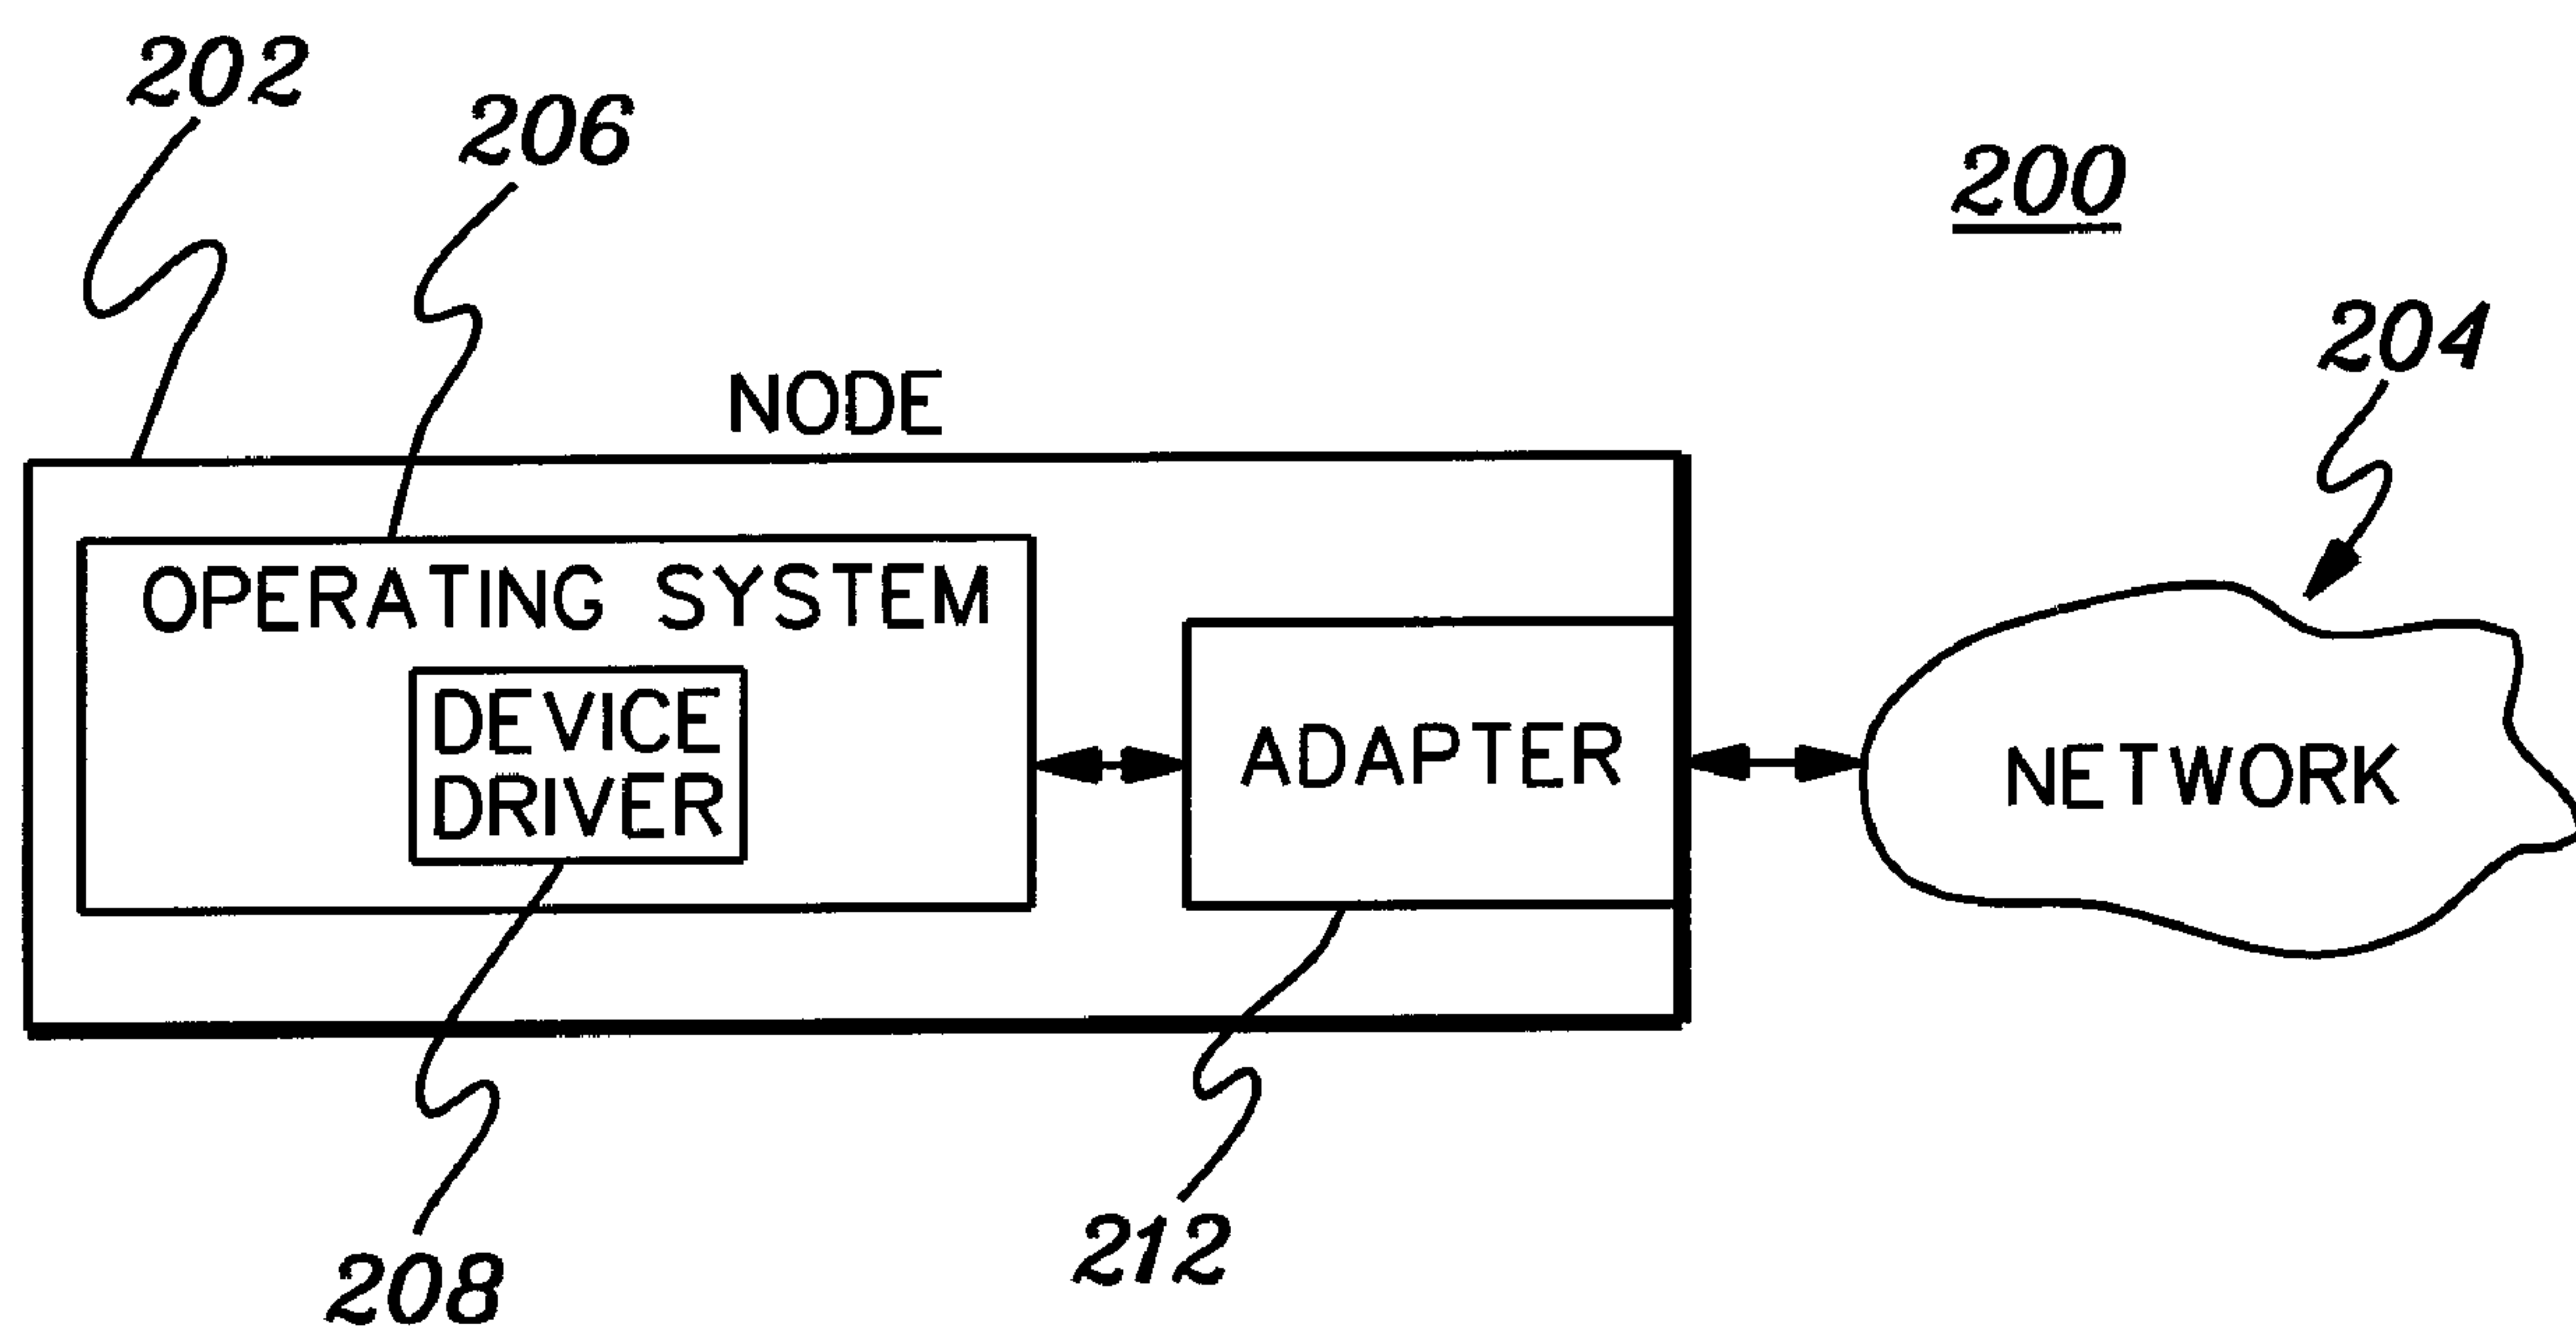 202
206
200
204
NODE
OPERATING SYSTEM
DEVICE
DRIVER
ADAPTER
NETWORK
208
212